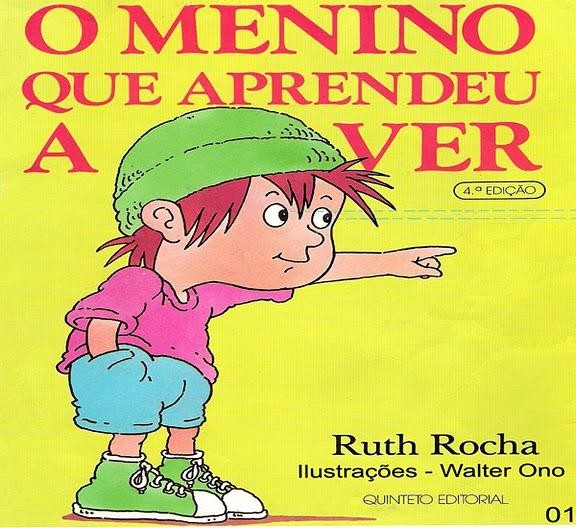 O MENINO
QUE APRENDEU
A VER
4.ª EDIÇÃO
Ruth Rocha
Ilustrações - Walter Ono
QUINTETO EDITORIAL
01